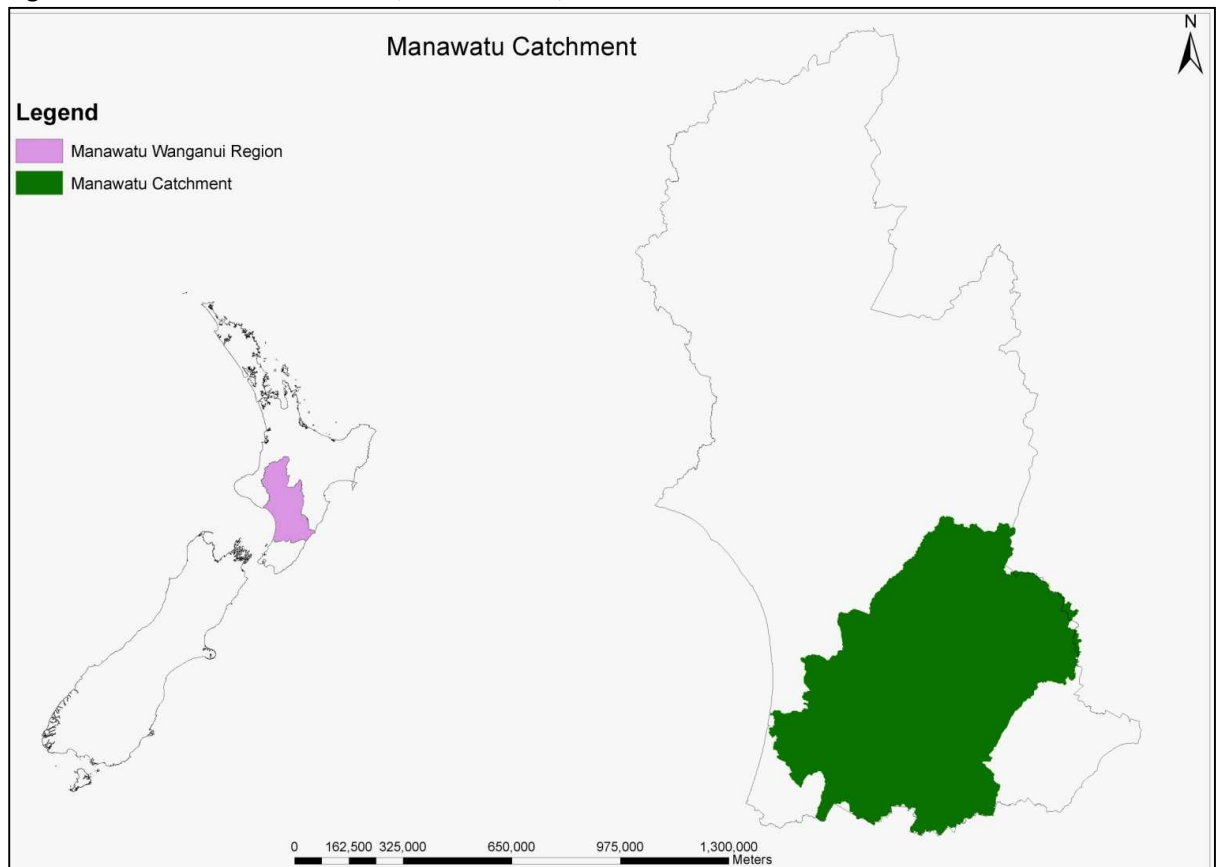 Manawatu Catchment
N
Legend
Manawatu Wanganui Region
Manawatu Catchment
0 162,500 325,000 650,000 975,000 1,300,000
Meters